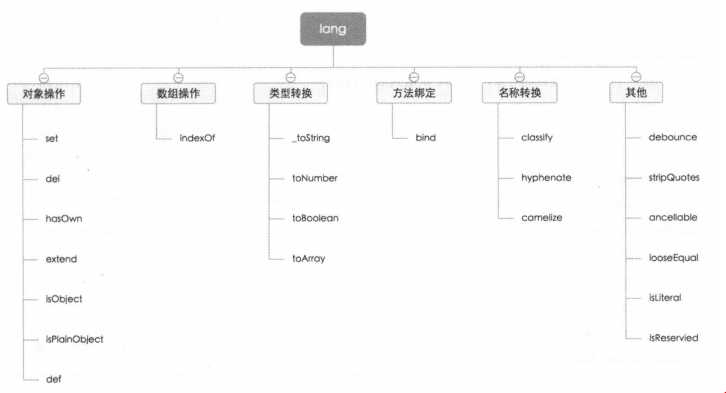 lang
对象操作
数组操作
类型转换
方法绑定
名称转换
其他
set
del
hasOwn
extend
isObject
isPlainObject
def
indexOf
_toString
toNumber
toBoolean
toArray
bind
classify
hyphenate
camelize
debounce
stripQuotes
ancellable
looseEqual
isLiteral
isReservied